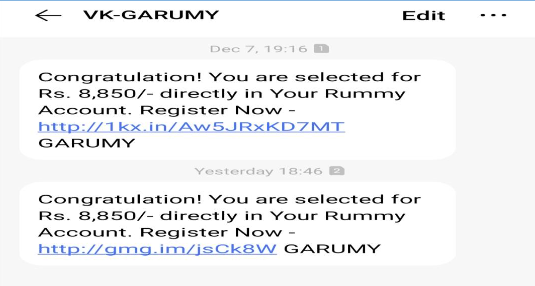 VK-GARUMY Edit ...
Dec 7, 19:16 1
Congratulation! You are selected for
Rs. 8,850/- directly in Your Rummy
Account. Register Now -
http://1kx.in/Aw5JRxKD7MT
GARUMY
Yesterday 18:46 2
Congratulation! You are selected for
Rs. 8,850/- directly in Your Rummy
Account. Register Now -
http://gmg.im/jsCk8W GARUMY